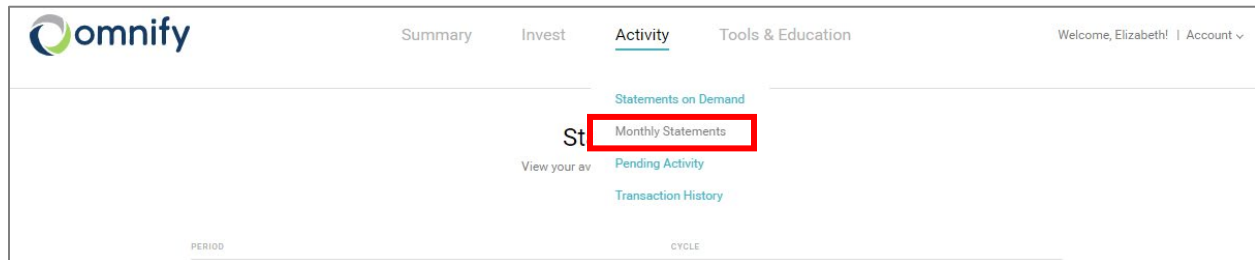 omnify
Summary Invest Activity Tools & Education
Welcome, Elizabeth! | Account
Statements on Demand
Monthly Statements
Pending Activity
Transaction History
St
View your av
PERIOD CYCLE